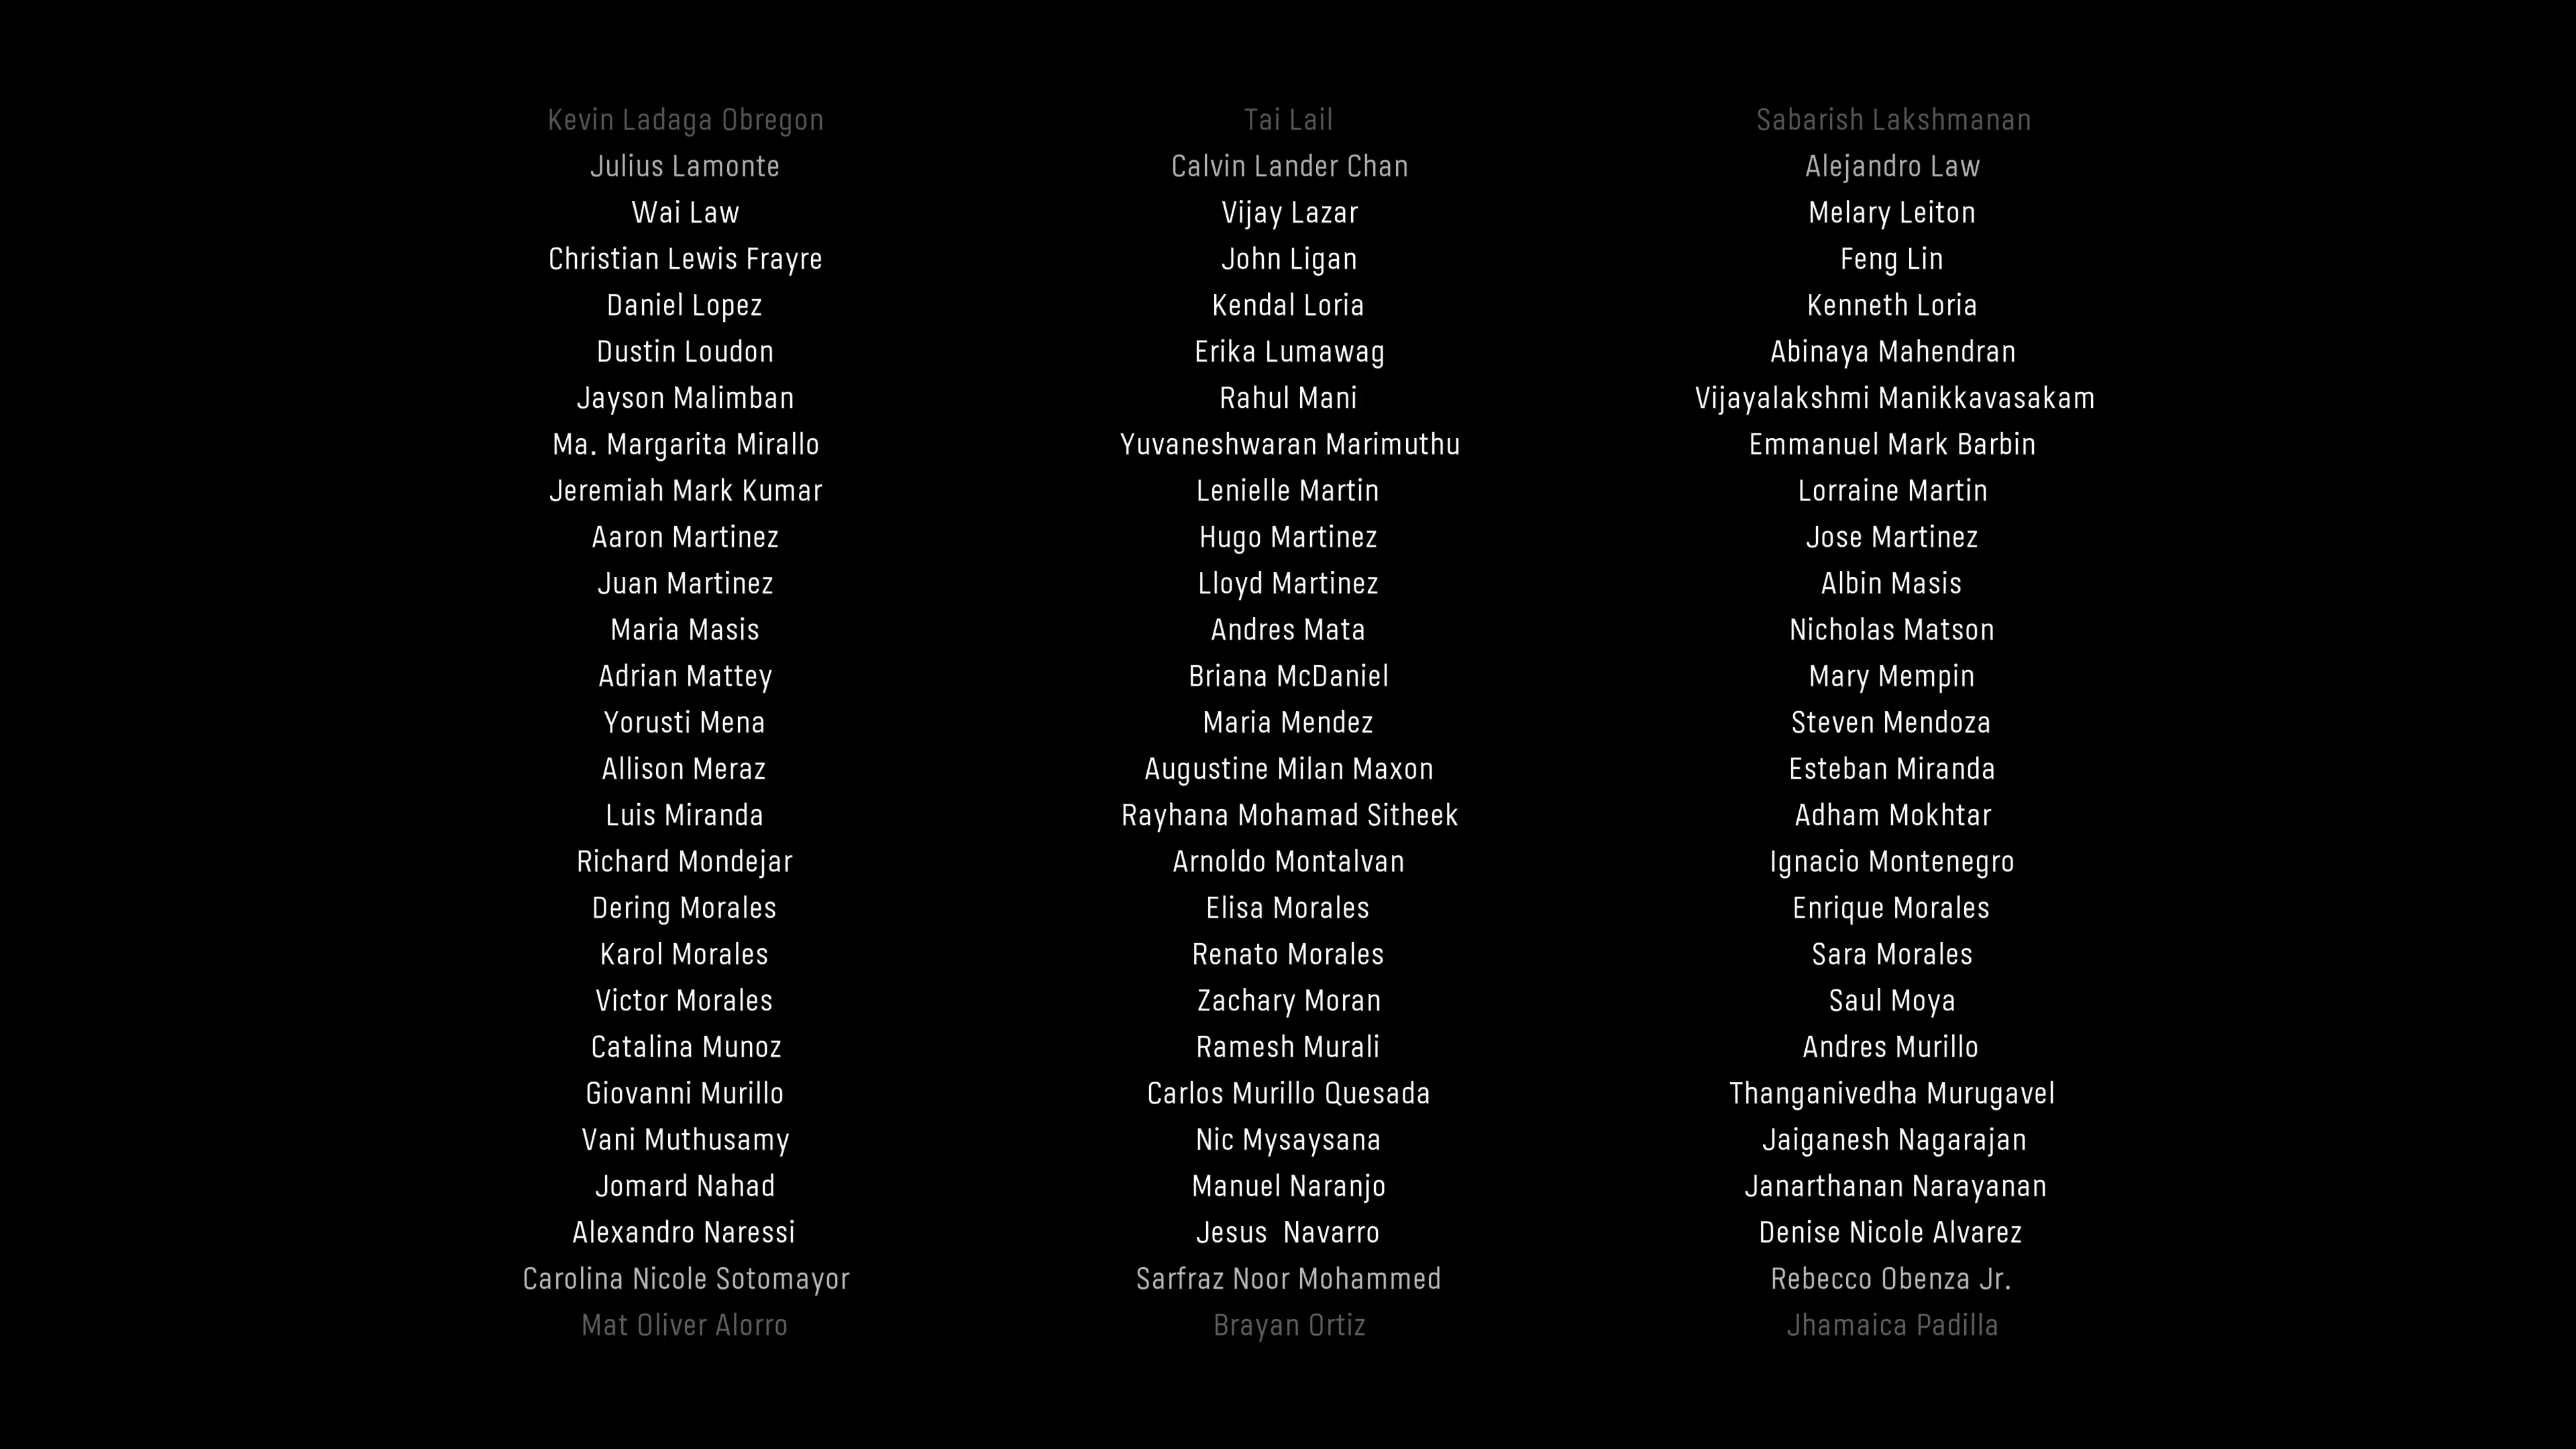 Kevin Ladaga Obregon Tai Lail Sabarish Lakshmanan
Julius Lamonte Calvin Lander Chan Alejandro Law
Wai Law Vijay Lazar Melary Leiton
Christian Lewis Frayre John Ligan Feng Lin
Daniel Lopez Kendal Loria Kenneth Loria
Dustin Loudon Erika Lumawag Abinaya Mahendran
Jayson Malimban Rahul Mani Vijayalakshmi Manikkavasakam
Ma. Margarita Mirallo Yuvaneshwaran Marimuthu Emmanuel Mark Barbin
Jeremiah Mark Kumar Lenielle Martin Lorraine Martin
Aaron Martinez Hugo Martinez Jose Martinez
Juan Martinez Lloyd Martinez Albin Masis
Maria Masis Andres Mata Nicholas Matson
Adrian Mattey Briana McDaniel Mary Mempin
Yorusti Mena Maria Mendez Steven Mendoza
Allison Meraz Augustine Milan Maxon Esteban Miranda
Luis Miranda Rayhana Mohamad Sitheek Adham Mokhtar
Richard Mondejar Arnoldo Montalvan Ignacio Montenegro
Dering Morales Elisa Morales Enrique Morales
Karol Morales Renato Morales Sara Morales
Victor Morales Zachary Moran Saul Moya
Catalina Munoz Ramesh Murali Andres Murillo
Giovanni Murillo Carlos Murillo Quesada Thanganivedha Murugavel
Vani Muthusamy Nic Mysaysana Jaiganesh Nagarajan
Jomard Nahad Manuel Naranjo Janarthanan Narayanan
Alexandro Naressi Jesus  Navarro Denise Nicole Alvarez
Carolina Nicole Sotomayor Sarfraz Noor Mohammed Rebecco Obenza Jr.
Mat Oliver Alorro Brayan Ortiz Jhamaica Padilla